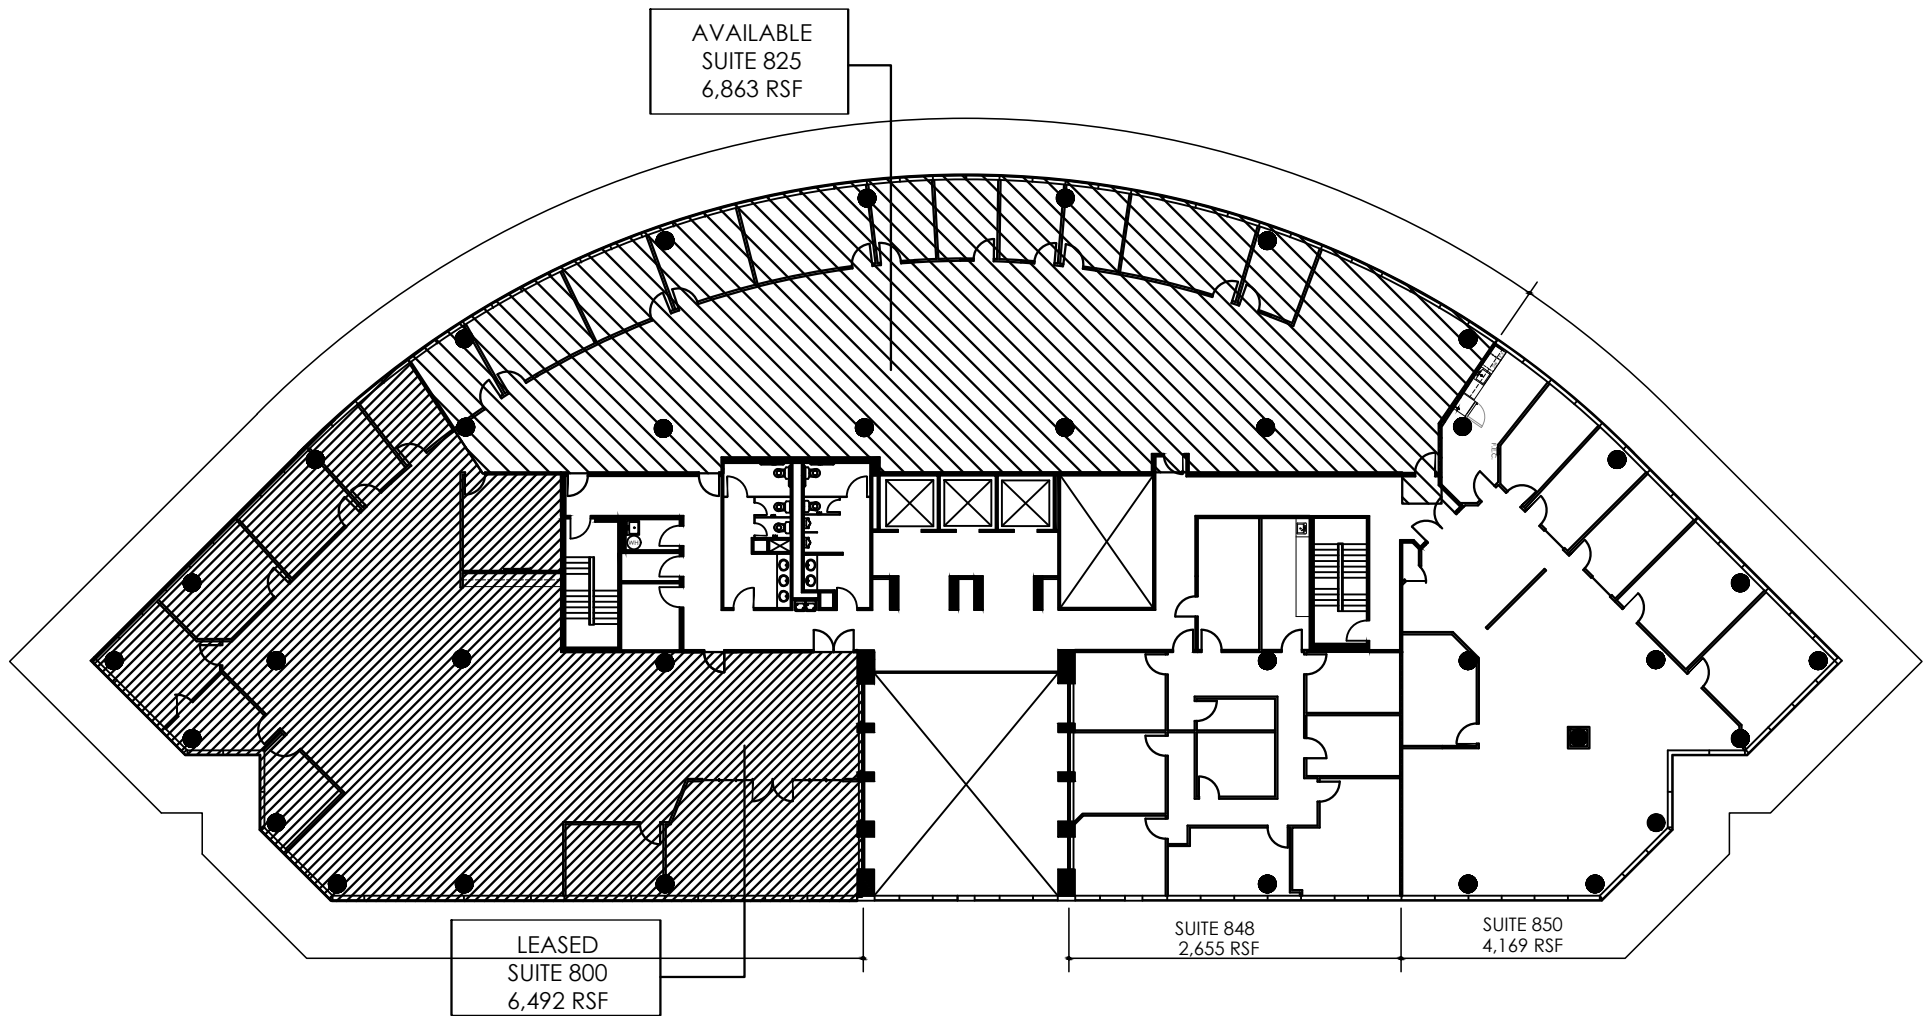 AVAILABLE
SUITE 825
6,863 RSF
WH
LEASED
SUITE 800
6,492 RSF
SUITE 848
2,655 RSF
SUITE 850
4,169 RSF